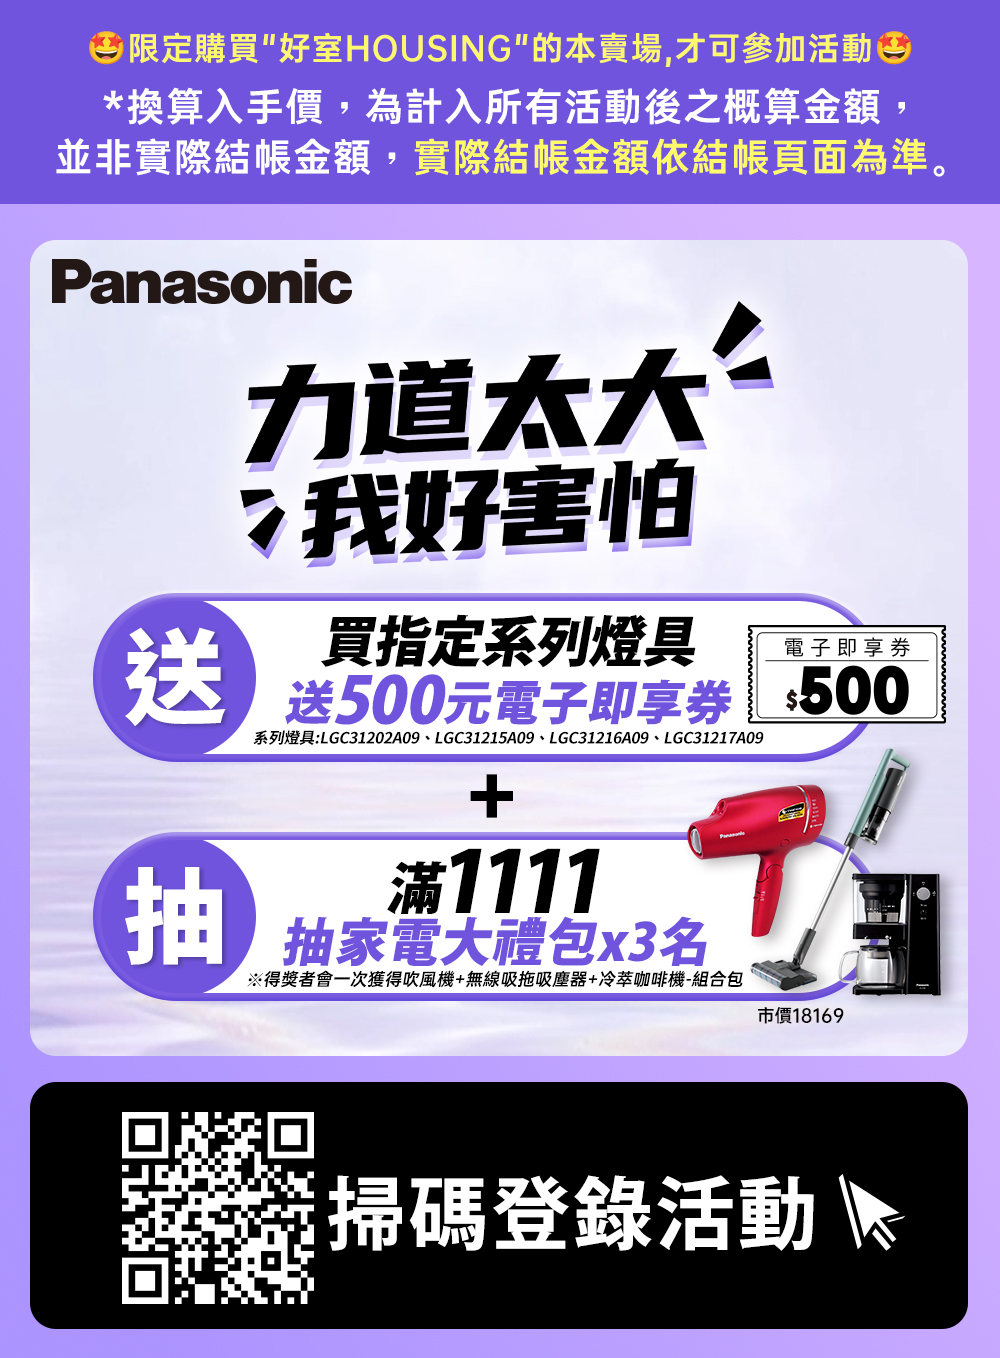 🤩限定購買"好室HOUSING"的本賣場,才可參加活動🤩
*換算入手價，為計入所有活動後之概算金額，
並非實際結帳金額，實際結帳金額依結帳頁面為準。
Panasonic
力道太大
我好害怕
送
買指定系列燈具
送500元電子即享券
系列燈具:LGC31202A09、LGC31215A09、LGC31216A09、LGC31217A09
電子即享券
$500
+
抽
滿1111
抽家電大禮包x3名
※得獎者會一次獲得吹風機+無線吸拖吸塵器+冷萃咖啡機-組合包
Panasonic
市價18169
掃碼登錄活動